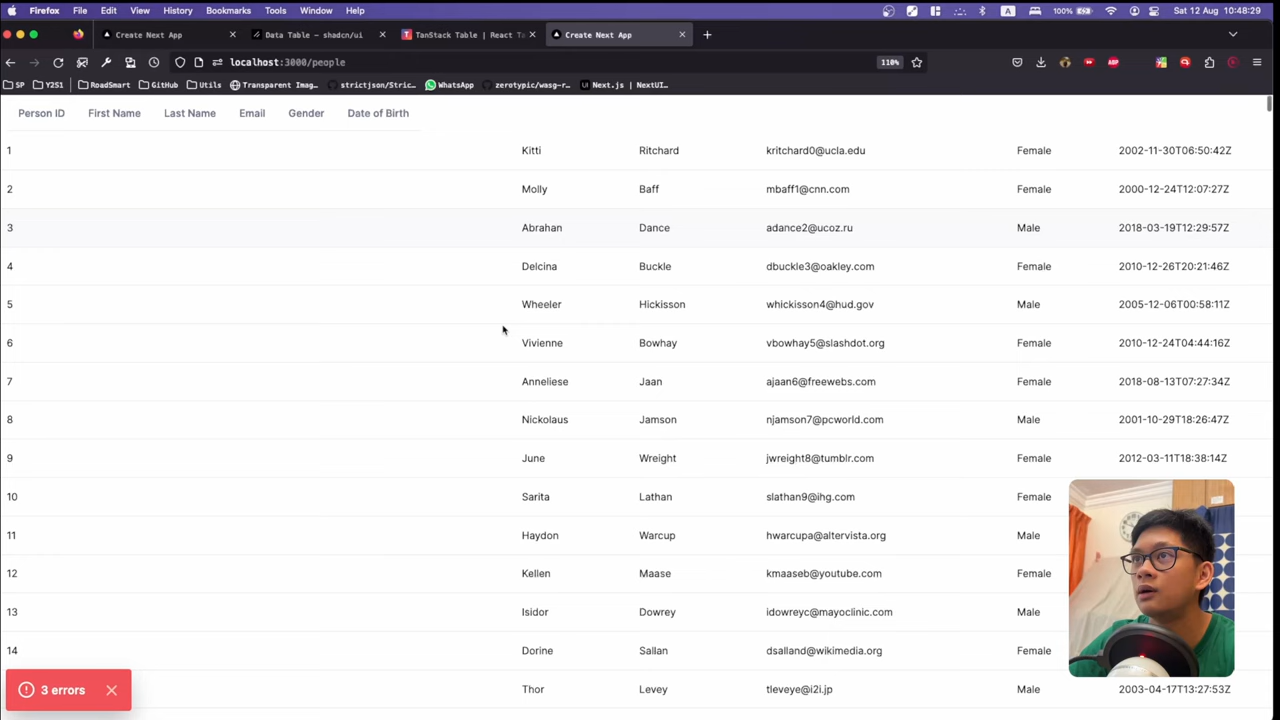 Firefox File Edit View History Bookmarks Tools Window Help A 100% Sat 12 Aug 10:48:29
Create Next App Data Table - shadcn/ui TanStack Table | React T Create Next App
localhost:3000/people 110%
SP Y2S1 RoadSmart GitHub Utils Transparent Imag… strictjson/Stric… WhatsApp zerotypic/wasg-r… Next.js | NextUI…
Person ID First Name Last Name Email Gender Date of Birth
1 Kitti Ritchard kritchard0@ucla.edu Female 2002-11-30T06:50:42Z
2 Molly Baff mbaff1@cnn.com Female 2000-12-24T12:07:27Z
3 Abrahan Dance adance2@ucoz.ru Male 2018-03-19T12:29:57Z
4 Delcina Buckle dbuckle3@oakley.com Female 2010-12-26T20:21:46Z
5 Wheeler Hickisson whickisson4@hud.gov Male 2005-12-06T00:58:11Z
6 Vivienne Bowhay vbowhay5@slashdot.org Female 2010-12-24T04:44:16Z
7 Anneliese Jaan ajaan6@freewebs.com Female 2018-08-13T07:27:34Z
8 Nickolaus Jamson njamson7@pcworld.com Male 2001-10-29T18:26:47Z
9 June Wreight jwreight8@tumblr.com Female 2012-03-11T18:38:14Z
10 Sarita Lathan slathan9@ihg.com Female
11 Haydon Warcup hwarcupa@altervista.org Male
12 Kellen Maase kmaaseb@youtube.com Female
13 Isidor Dowrey idowreyc@mayoclinic.com Male
14 Dorine Sallan dsalland@wikimedia.org Female
Thor Levey tleveye@i2i.jp Male 2003-04-17T13:27:53Z
3 errors